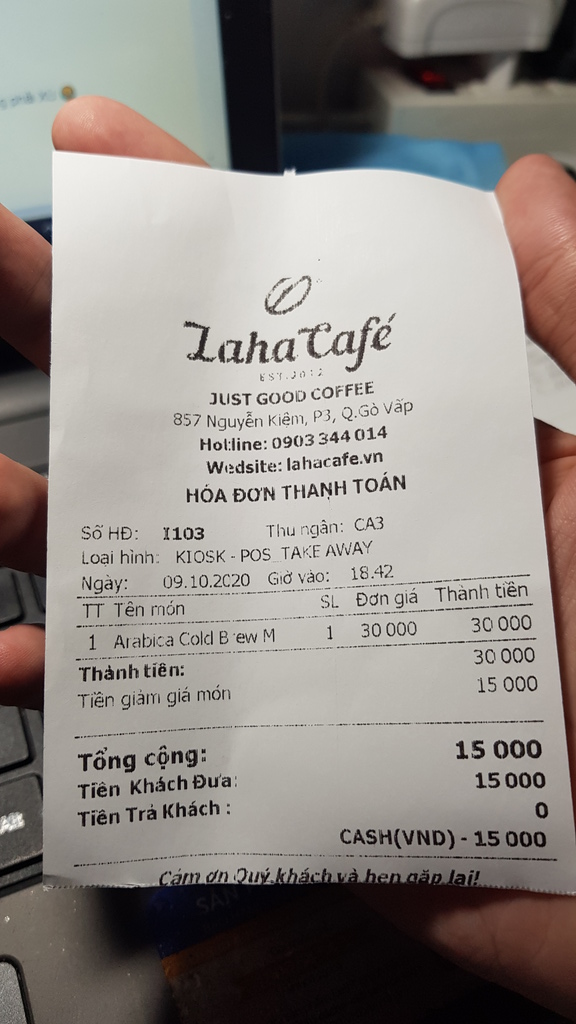 Laha Café
EST.2012
JUST GOOD COFFEE
857 Nguyễn Kiệm, P3, Q.Gò Vấp
Hotline: 0903 344 014
Wedsite: lahacafe.vn
HÓA ĐƠN THANH TOÁN
Số HĐ: I103 Thu ngân: CA3
Loại hình: KIOSK - POS TAKE AWAY
Ngày: 09.10.2020 Giờ vào: 18.42
TT Tên món SL Đơn giá Thành tiền
1 Arabica Cold Brew M 1 30 000 30 000
Thành tiền: 30 000
Tiền giảm giá món 15 000
Tổng cộng: 15 000
Tiền Khách Đưa: 15 000
Tiền Trả Khách : 0
CASH(VND) - 15 000
Cám ơn Quý khách và hẹn gặp lại!